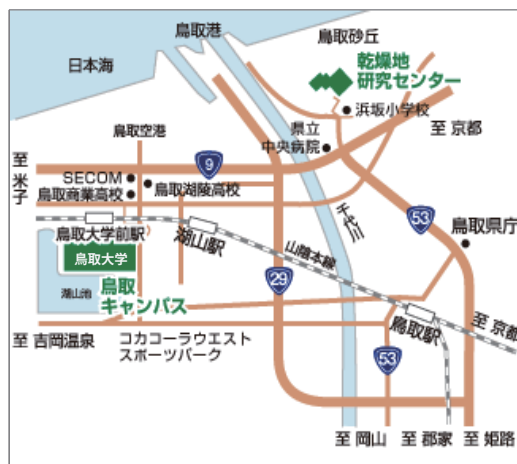 鳥取港
鳥取砂丘
日本海
乾燥地
研究センター
浜坂小学校
鳥取空港
県立
中央病院
至 京都
至 米子
9
SECOM
鳥取商業高校
鳥取湖陵高校
千代川
53
鳥取県庁
鳥取大学前駅
湖山駅
山陰本線
鳥取大学
29
湖山池
鳥取
キャンパス
鳥取駅
至 京都
至 吉岡温泉
コカコーラウエスト
スポーツパーク
53
至 岡山
至 郡家
至 姫路